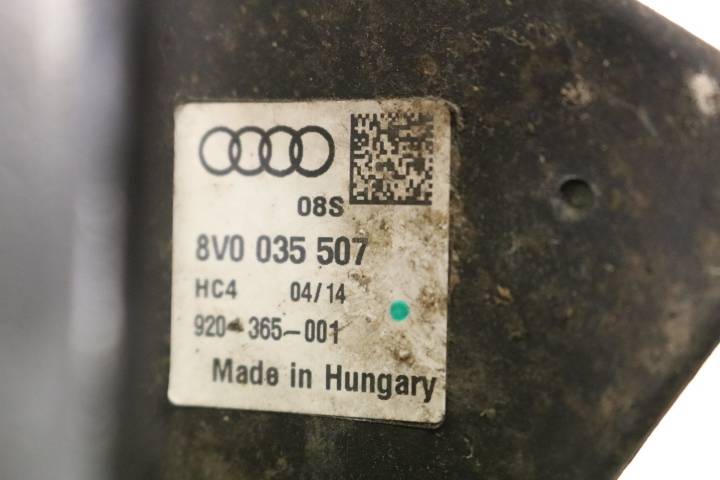 08S
8V0 035 507
HC4 04/14
920-365-001
Made in Hungary